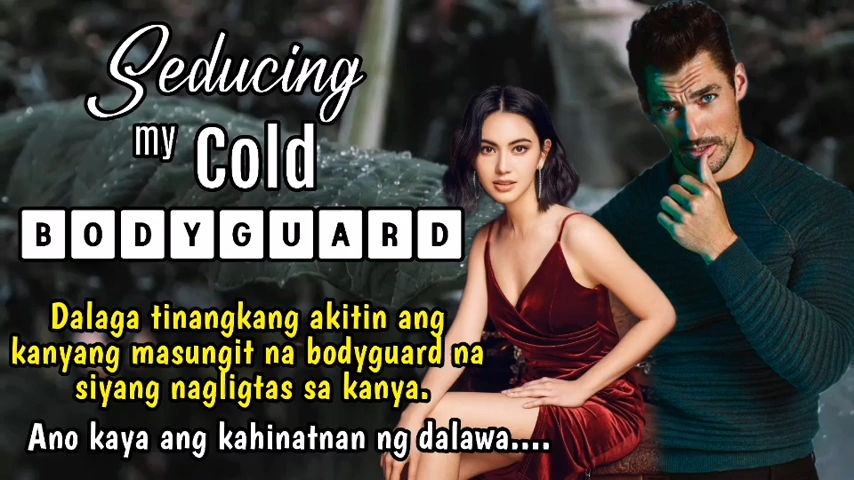 Seducing
my Cold
BODYGUARD
Dalaga tinangkang akitin ang
kanyang masungit na bodyguard na
siyang nagligtas sa kanya.
Ano kaya ang kahinatnan ng dalawa....